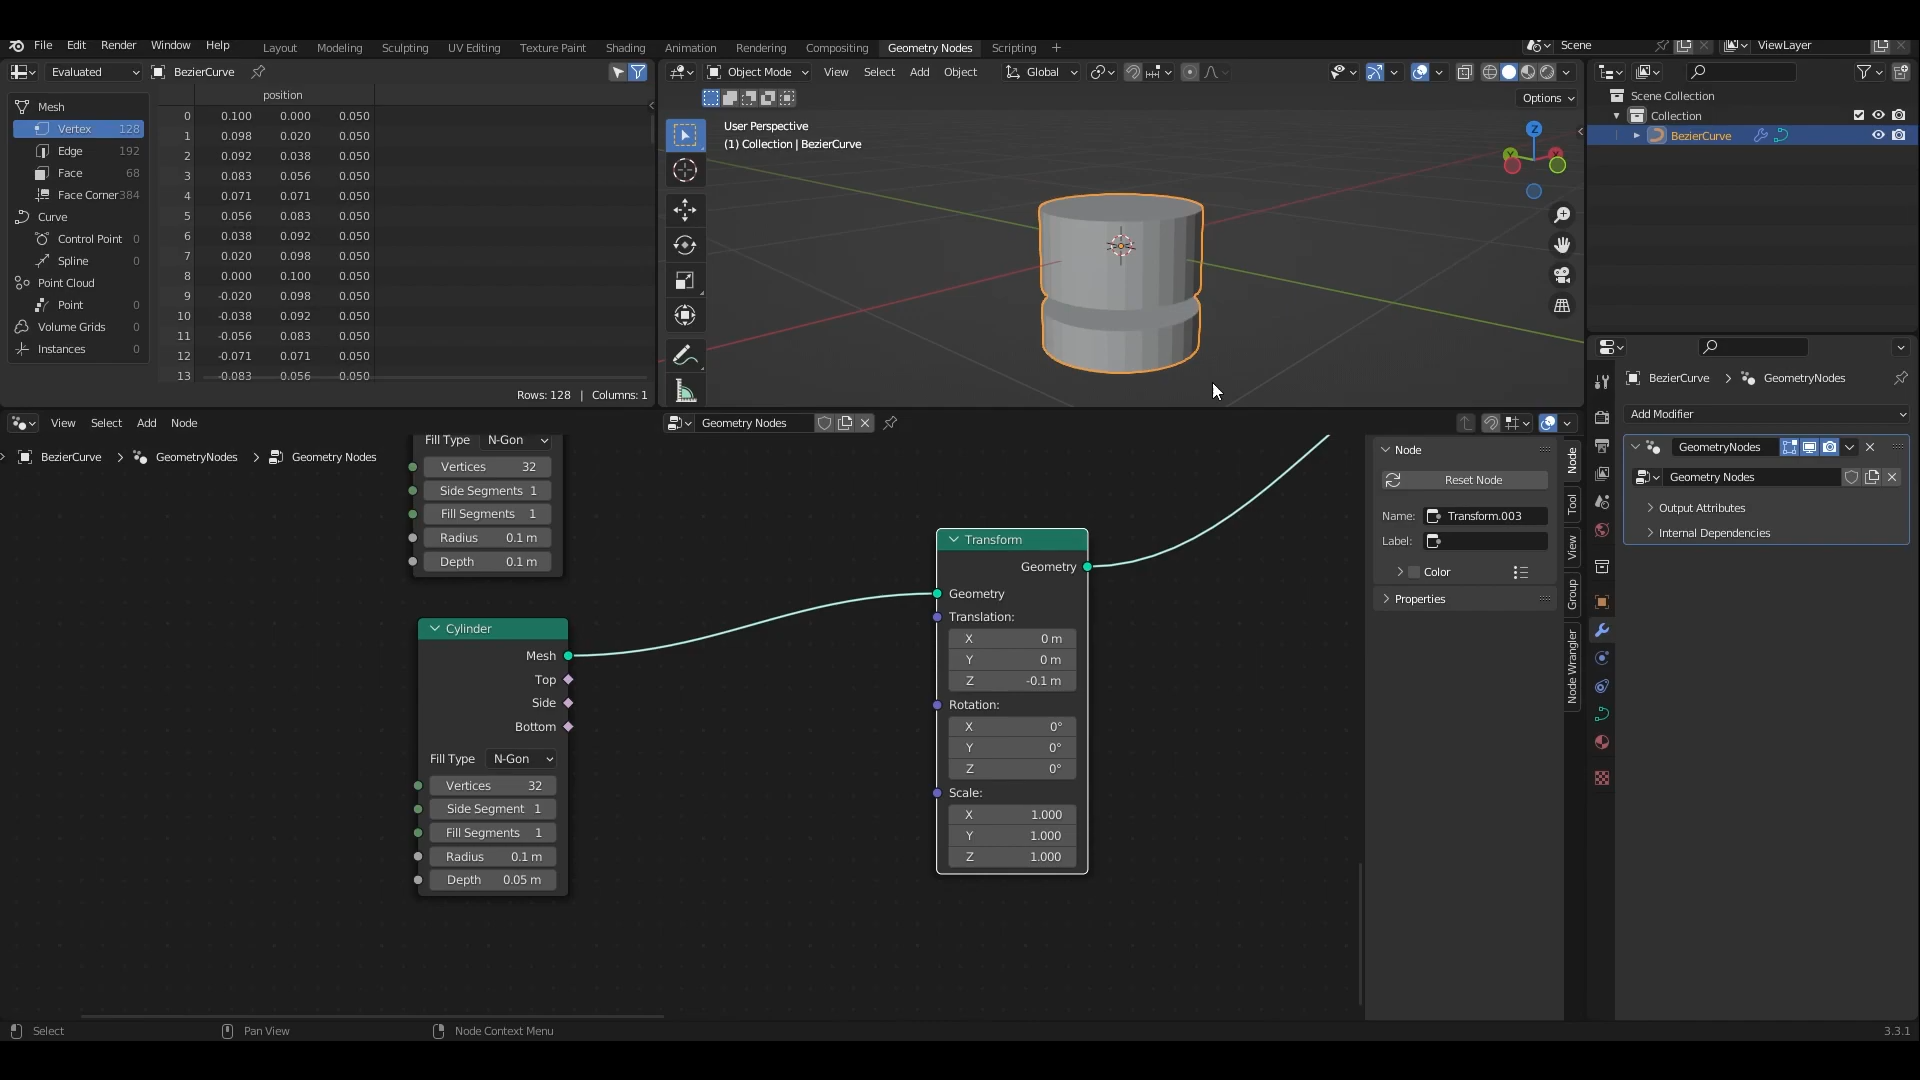 File Edit Render Window Help Layout Modeling Sculpting UV Editing Texture Paint Shading Animation Rendering Compositing Geometry Nodes Scripting + Scene ViewLayer
Evaluated BezierCurve
position
Mesh
Vertex 128
Edge 192
Face 68
Face Corner 384
Curve
Control Point 0
Spline 0
Point Cloud
Point 0
Volume Grids 0
Instances 0
0 0.100 0.000 0.050
1 0.098 0.020 0.050
2 0.092 0.038 0.050
3 0.083 0.056 0.050
4 0.071 0.071 0.050
5 0.056 0.083 0.050
6 0.038 0.092 0.050
7 0.020 0.098 0.050
8 0.000 0.100 0.050
9 -0.020 0.098 0.050
10 -0.038 0.092 0.050
11 -0.056 0.083 0.050
12 -0.071 0.071 0.050
13 -0.083 0.056 0.050
Rows: 128 | Columns: 1
Object Mode View Select Add Object Global
Options
User Perspective
(1) Collection | BezierCurve
Z
Scene Collection
Collection
BezierCurve
BezierCurve > GeometryNodes
Add Modifier
GeometryNodes
Geometry Nodes
Output Attributes
Internal Dependencies
View Select Add Node Geometry Nodes
BezierCurve > GeometryNodes > Geometry Nodes
Fill Type N-Gon
Vertices 32
Side Segments 1
Fill Segments 1
Radius 0.1 m
Depth 0.1 m
Cylinder
Mesh
Top
Side
Bottom
Fill Type N-Gon
Vertices 32
Side Segment 1
Fill Segments 1
Radius 0.1 m
Depth 0.05 m
Transform
Geometry
Geometry
Translation:
X 0 m
Y 0 m
Z -0.1 m
Rotation:
X 0°
Y 0°
Z 0°
Scale:
X 1.000
Y 1.000
Z 1.000
Node
Reset Node
Name: Transform.003
Label:
Color
Properties
Node
Tool
View
Group
Node Wrangler
Select Pan View Node Context Menu 3.3.1